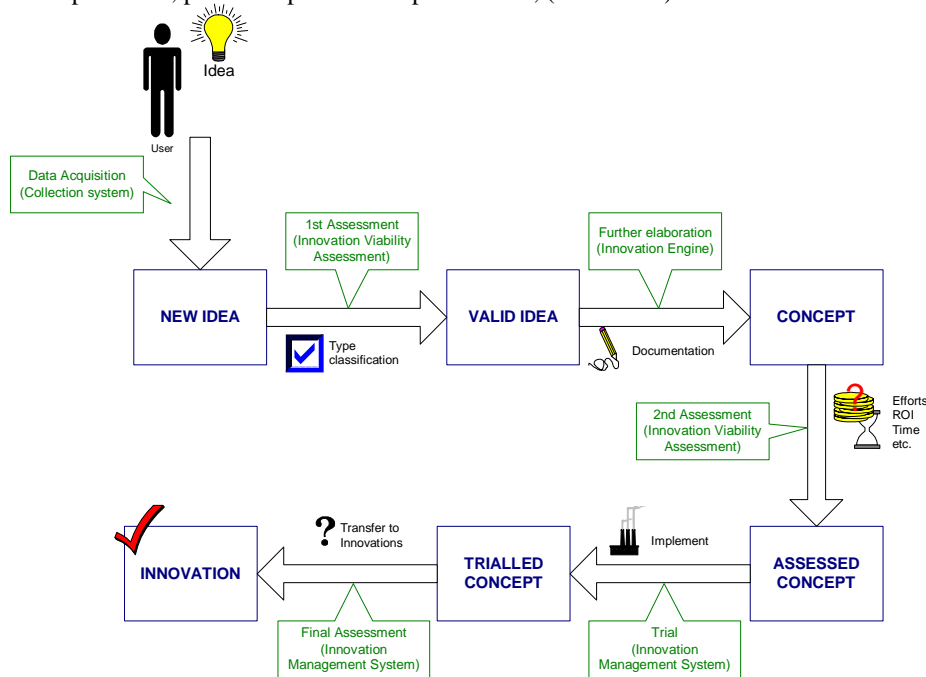 Idea
User
Data Acquisition
(Collection system)
1st Assessment
(Innovation Viability
Assessment)
Further elaboration
(Innovation Engine)
NEW IDEA
VALID IDEA
CONCEPT
Type
classification
Documentation
2nd Assessment
(Innovation Viability
Assessment)
Efforts
ROI
Time
etc.
?
Transfer to
Innovations
Implement
INNOVATION
TRIALLED
CONCEPT
ASSESSED
CONCEPT
Final Assessment
(Innovation
Management System)
Trial
(Innovation
Management System)